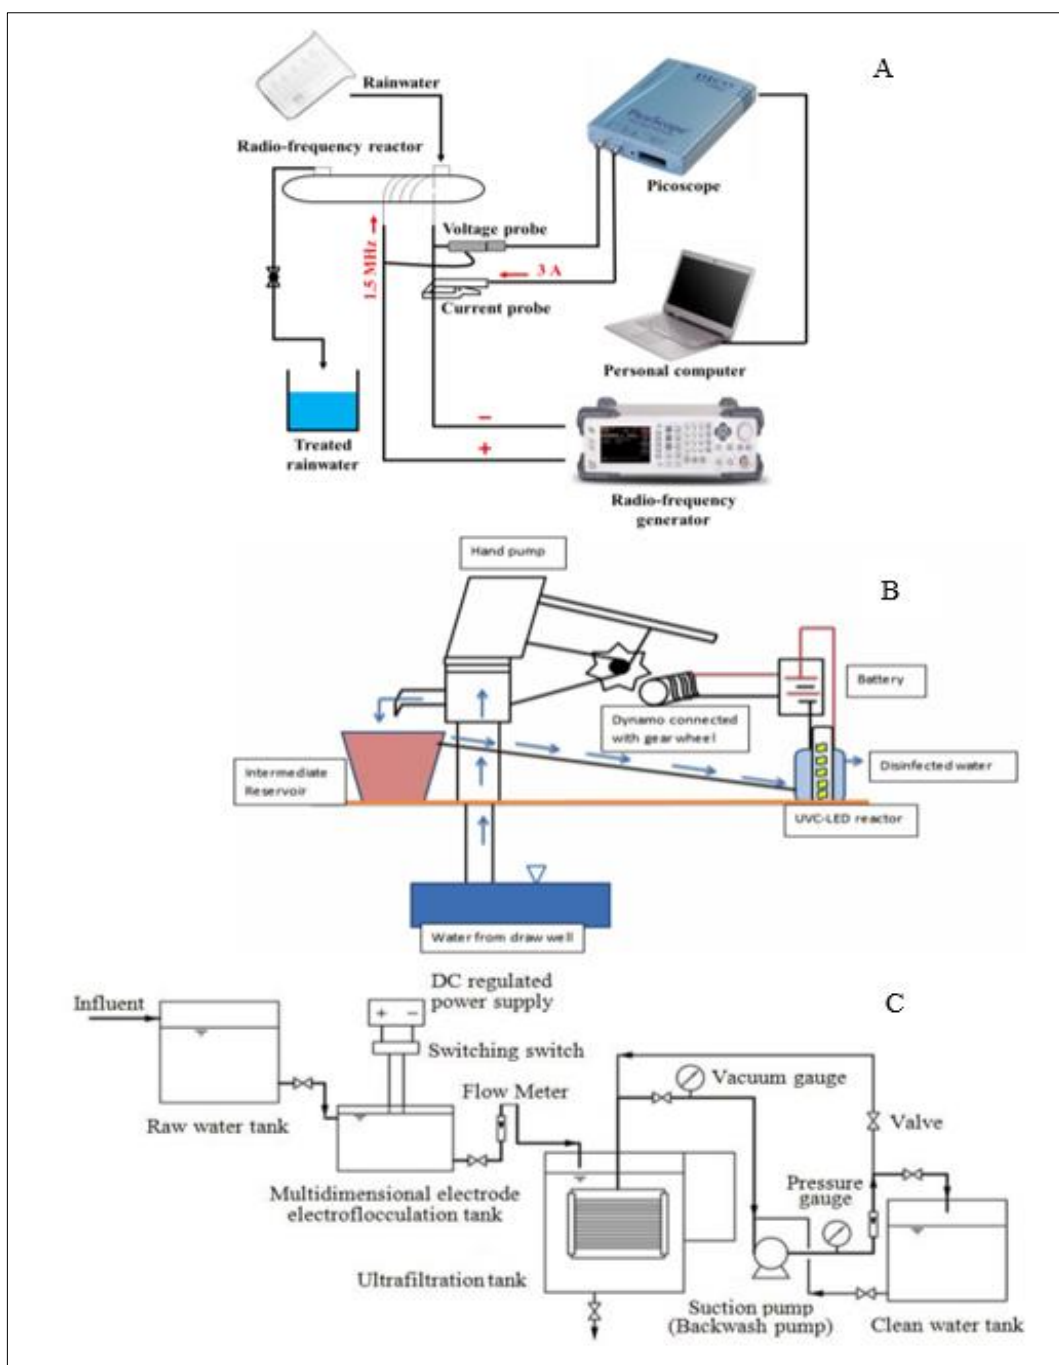 A
Rainwater
Radio-frequency reactor
Picoscope
Voltage probe
1.5 MHz
3 A
Current probe
Personal computer
−
+
Treated
rainwater
Radio-frequency
generator
Hand pump
B
Battery
Dynamo connected
with gear wheel
Intermediate
Reservoir
Disinfected water
UVC-LED reactor
Water from draw well
DC regulated
power supply
C
Influent
+ −
Switching switch
Vacuum gauge
Flow Meter
Valve
Raw water tank
Multidimensional electrode
electroflocculation tank
Pressure
gauge
Ultrafiltration tank
Suction pump
(Backwash pump)
Clean water tank